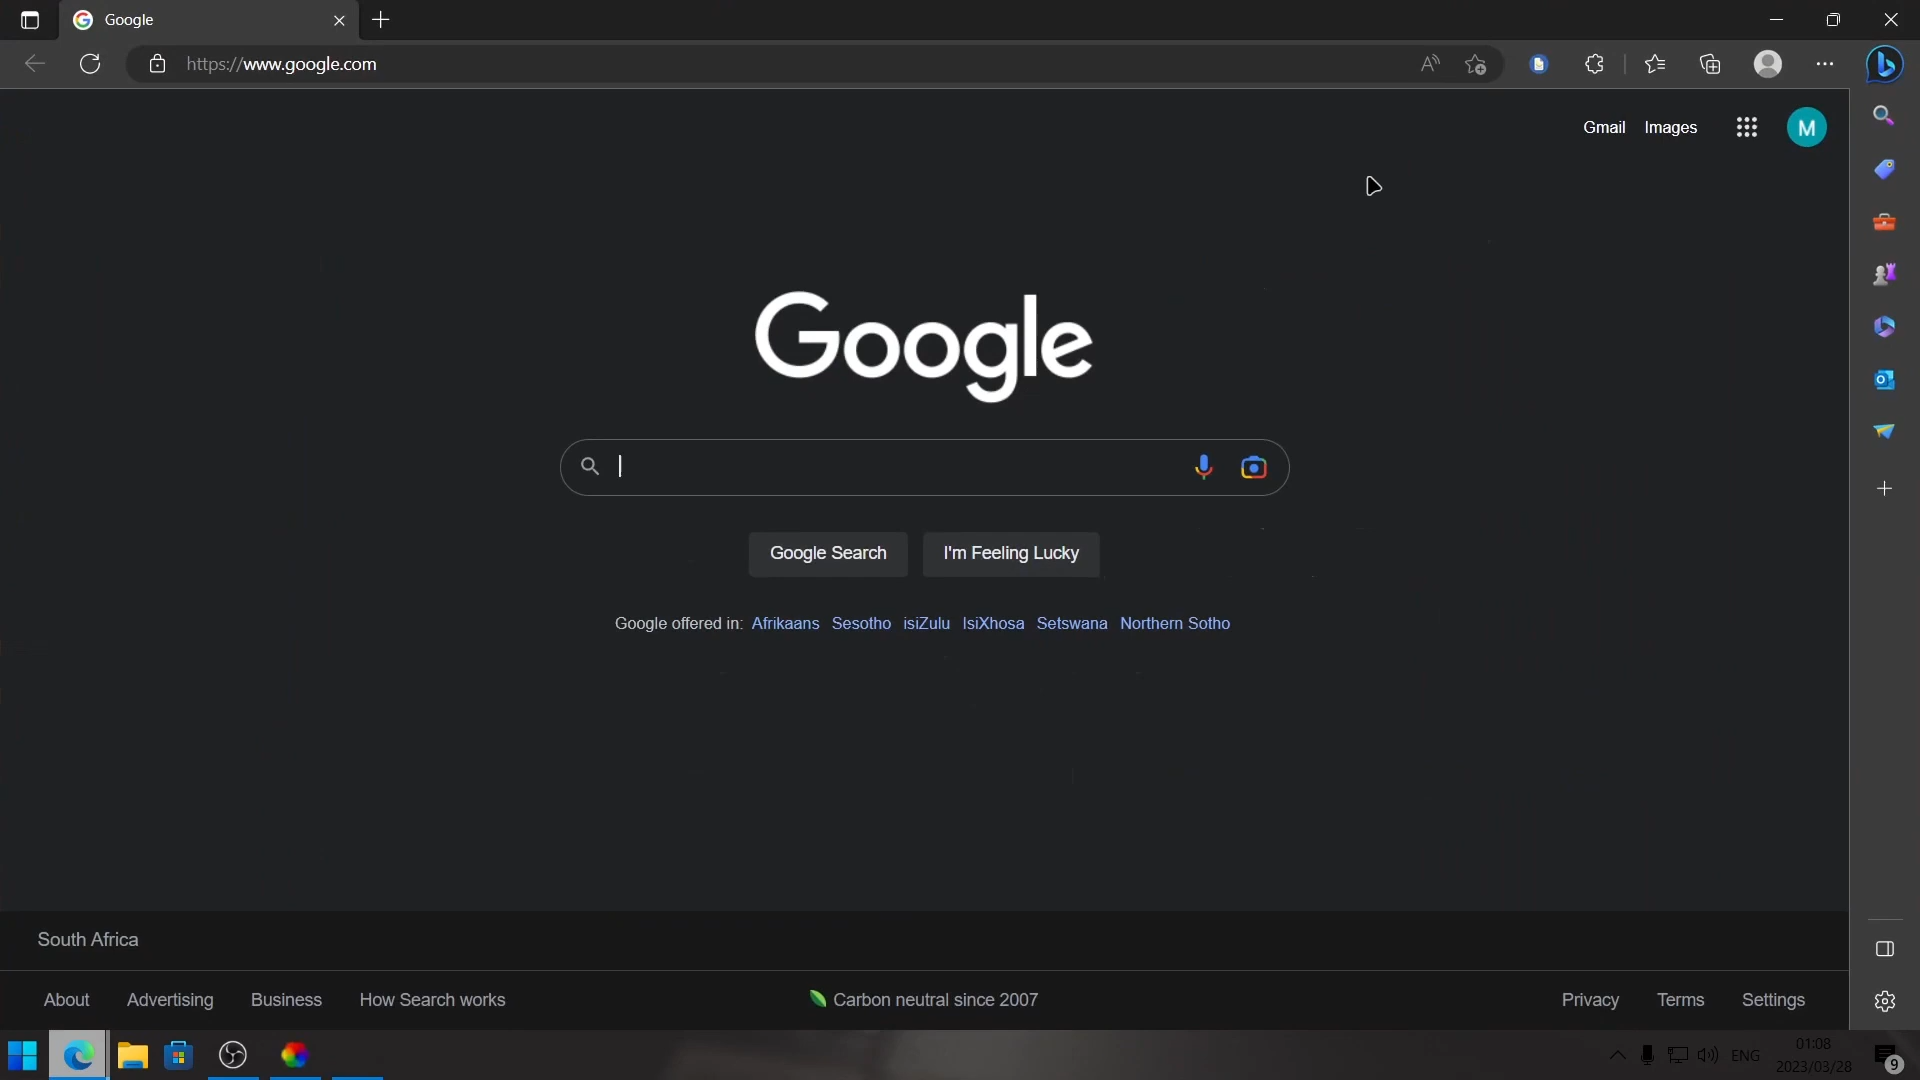 Google
https://www.google.com
Gmail Images
M
Google
Google Search I'm Feeling Lucky
Google offered in: Afrikaans Sesotho isiZulu IsiXhosa Setswana Northern Sotho
South Africa
About Advertising Business How Search works Carbon neutral since 2007 Privacy Terms Settings
ENG 01:08
2023/03/28
9